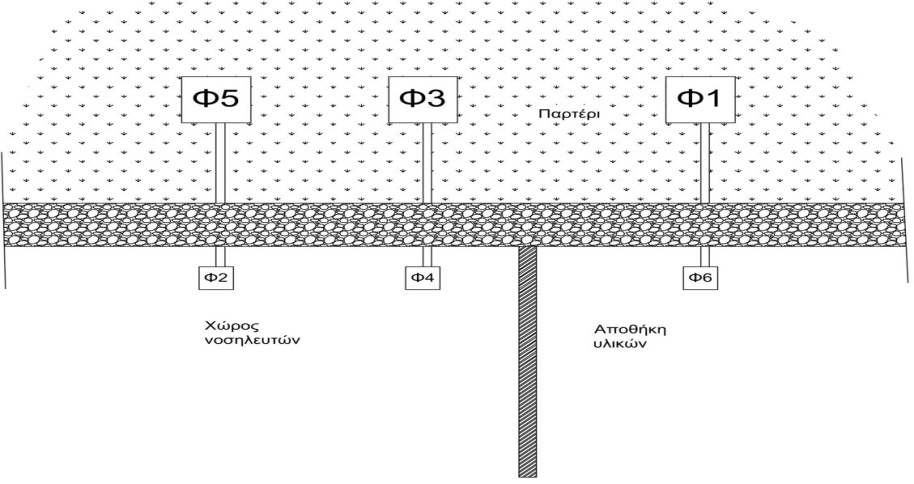 Φ5 Φ3 Φ1
Παρτέρι
Φ2 Φ4 Φ6
Χώρος
νοσηλευτών
Αποθήκη
υλικών